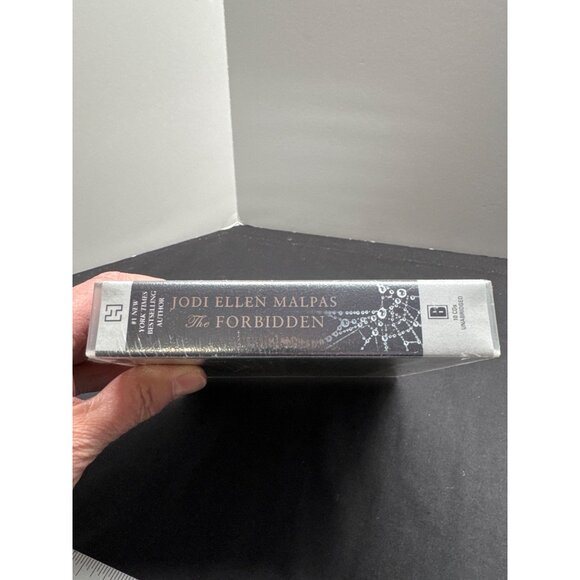 #1 NEW
YORK TIMES
BESTSELLING
AUTHOR
JODI ELLEN MALPAS
The FORBIDDEN
B
10 CDs
UNABRIDGED